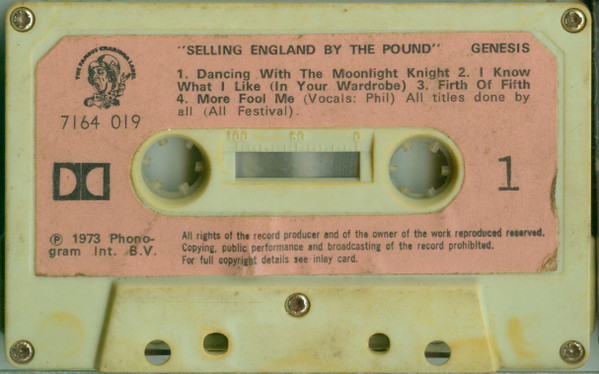 THE FAMOUS CHARISMA LABEL
"SELLING ENGLAND BY THE POUND" GENESIS
1. Dancing With The Moonlight Knight 2. I Know
What I Like (In Your Wardrobe) 3. Firth Of Fifth
4. More Fool Me (Vocals: Phil) All titles done by
all (All Festival).
7164 019
100 50 0
1
℗ 1973 Phono-
gram Int. B.V.
All rights of the record producer and of the owner of the work reproduced reserved.
Copying, public performance and broadcasting of the record prohibited.
For full copyright details see inlay card.